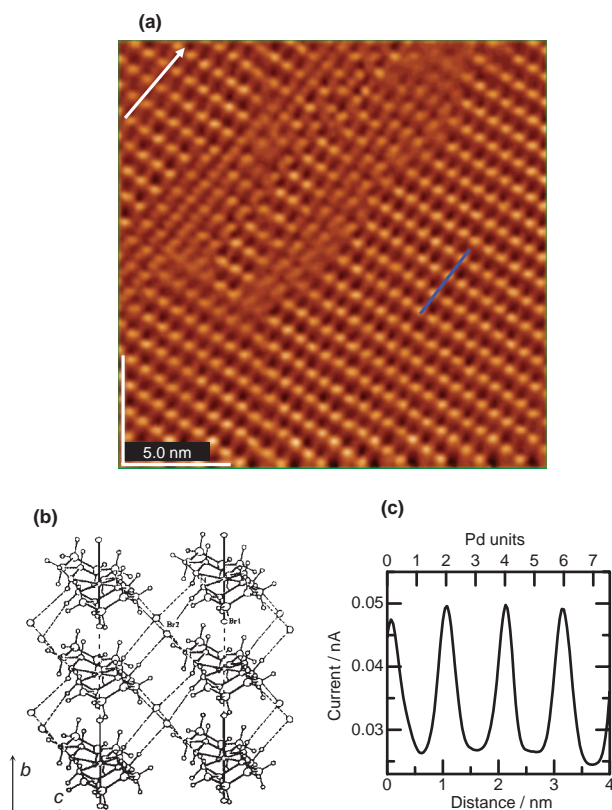 (a)
5.0 nm
(b)
Br2
Br1
b
c
(c)
Pd units
0 1 2 3 4 5 6 7
0.05
0.04
0.03
Current / nA
0 1 2 3 4
Distance / nm